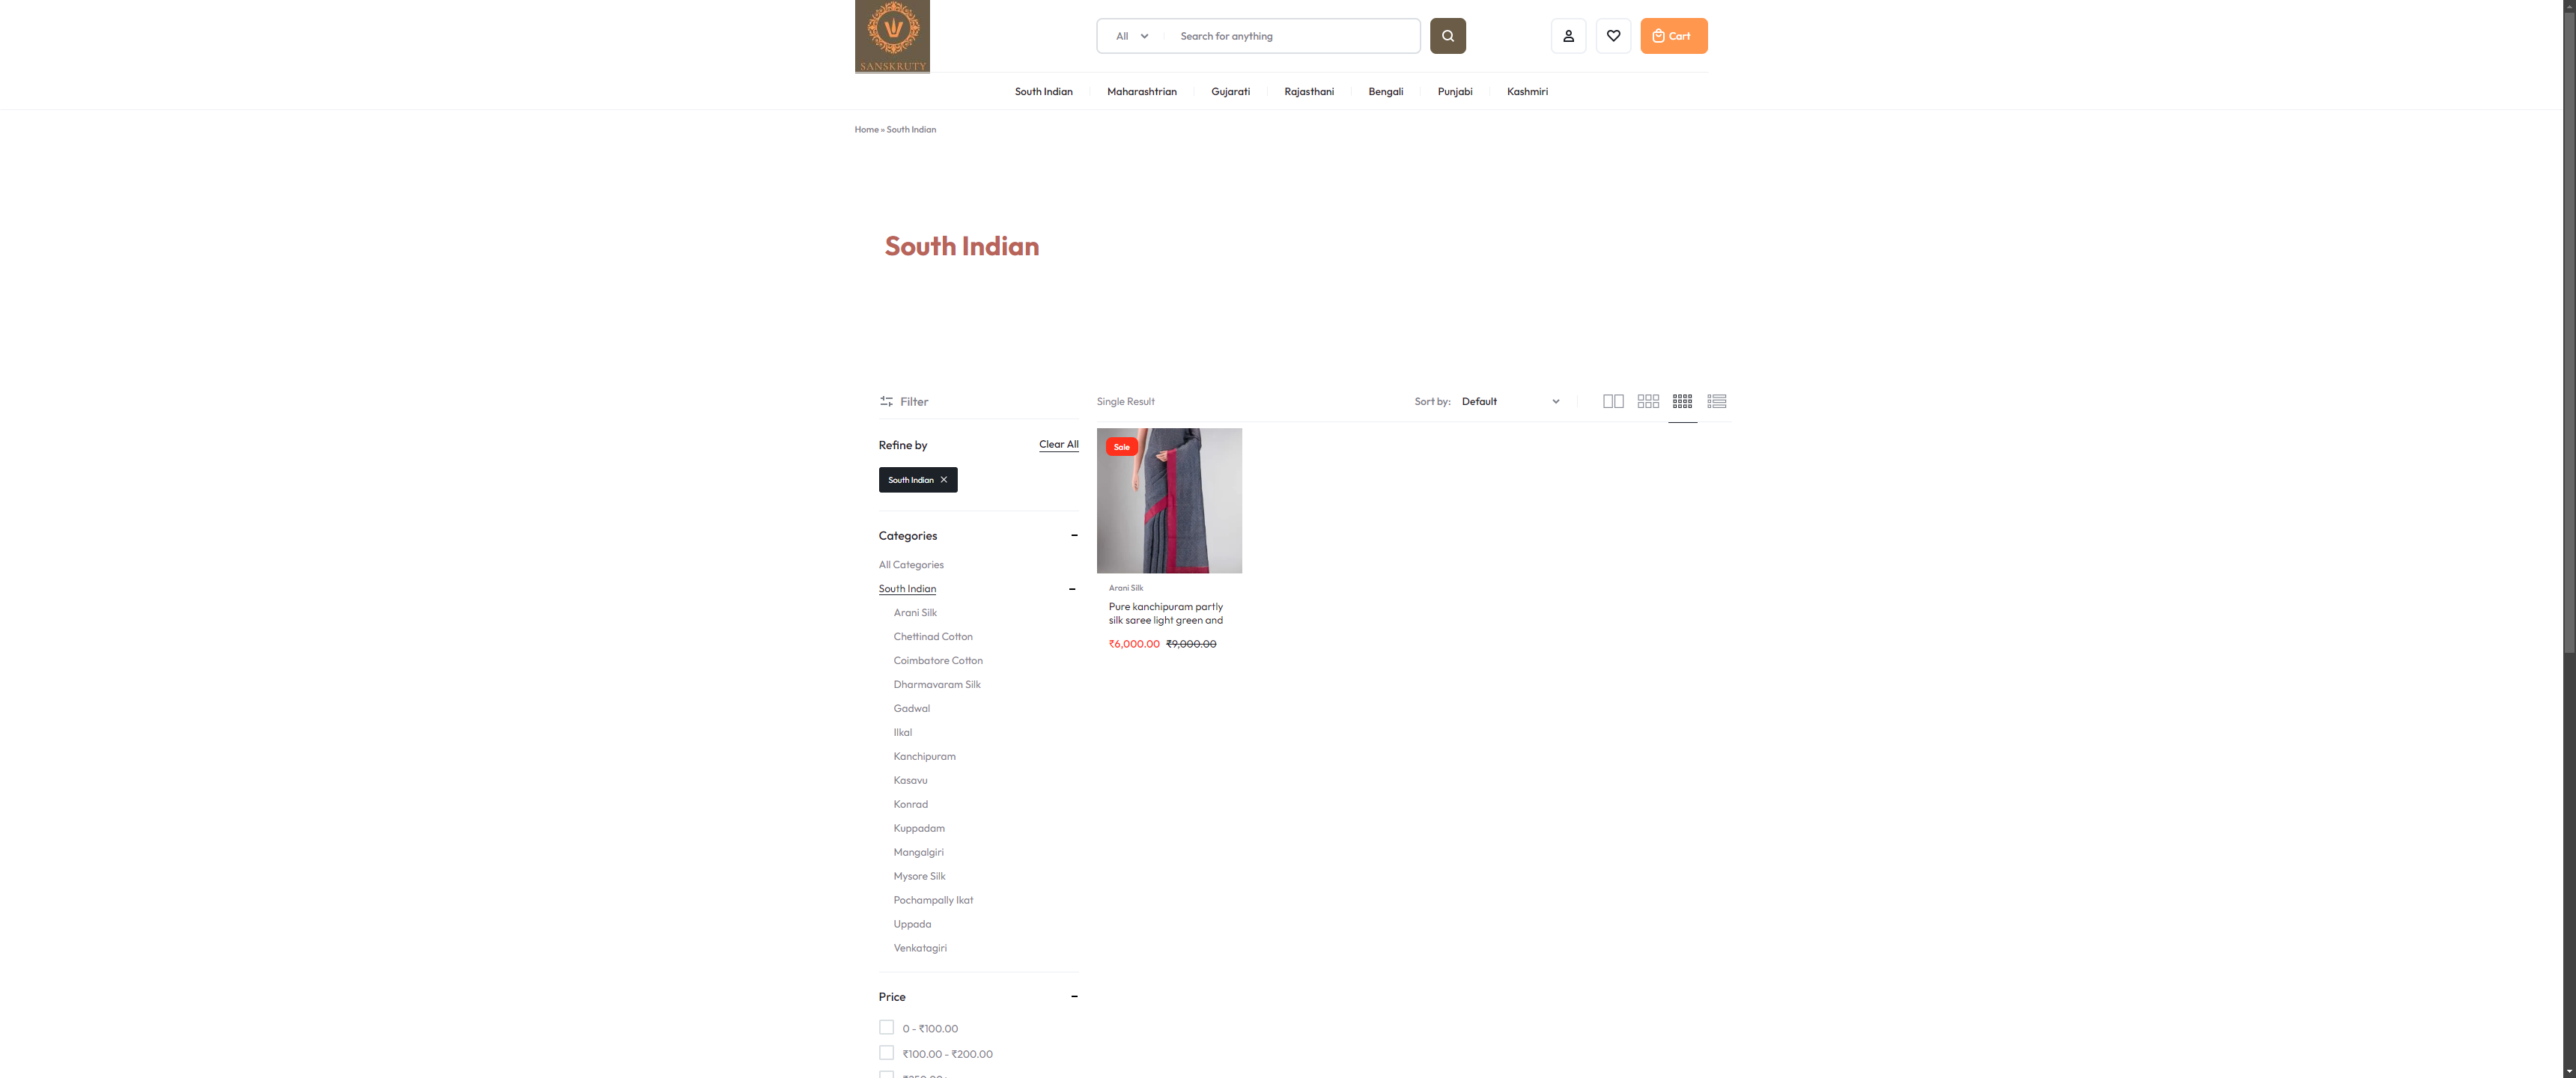 SANSKRUTY
All
Search for anything
Cart
South Indian
Maharashtrian
Gujarati
Rajasthani
Bengali
Punjabi
Kashmiri
Home » South Indian
South Indian
Filter
Single Result
Sort by: Default
Refine by
Clear All
South Indian
Categories
All Categories
South Indian
Arani Silk
Chettinad Cotton
Coimbatore Cotton
Dharmavaram Silk
Gadwal
Ilkal
Kanchipuram
Kasavu
Konrad
Kuppadam
Mangalgiri
Mysore Silk
Pochampally Ikat
Uppada
Venkatagiri
Price
0 - ₹100.00
₹100.00 - ₹200.00
Sale
Arani Silk
Pure kanchipuram partly
silk saree light green and
₹6,000.00 ₹9,000.00